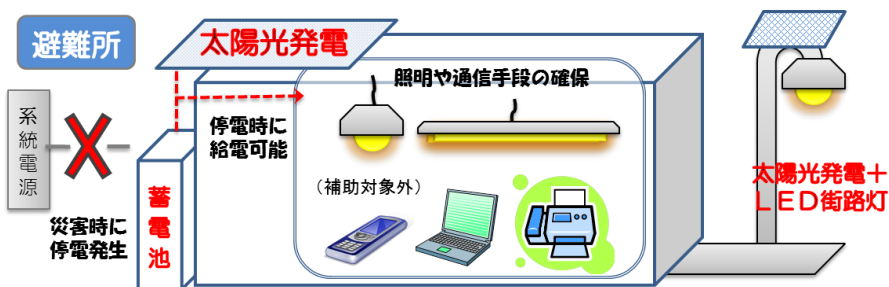 避難所
太陽光発電
照明や通信手段の確保
系統電源
停電時に
給電可能
（補助対象外）
災害時に
停電発生
蓄電池
太陽光発電＋
ＬＥＤ街路灯